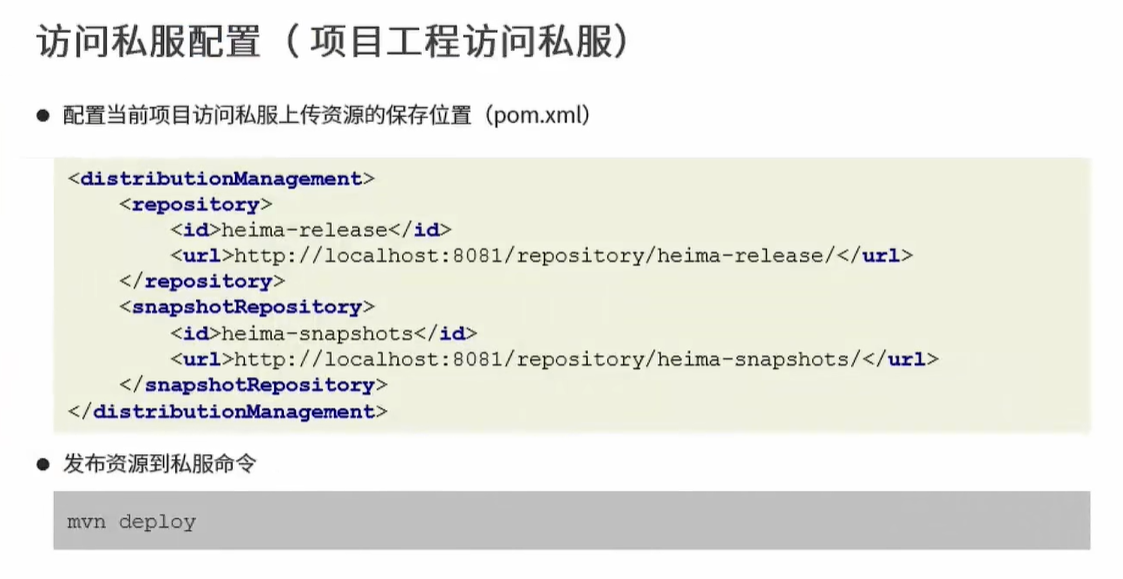 访问私服配置（ 项目工程访问私服）
● 配置当前项目访问私服上传资源的保存位置（pom.xml）
<distributionManagement>
    <repository>
        <id>heima-release</id>
        <url>http://localhost:8081/repository/heima-release/</url>
    </repository>
    <snapshotRepository>
        <id>heima-snapshots</id>
        <url>http://localhost:8081/repository/heima-snapshots/</url>
    </snapshotRepository>
</distributionManagement>
● 发布资源到私服命令
mvn deploy